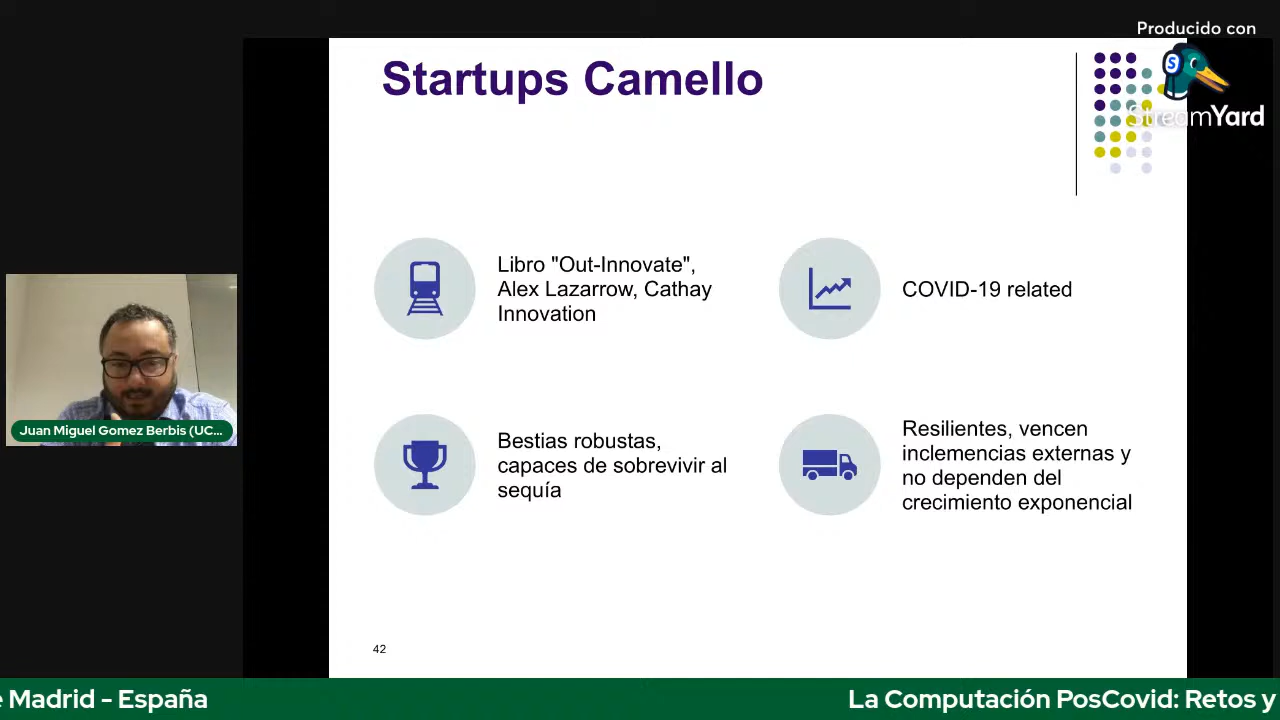 Producido con
StreamYard
Startups Camello
Libro "Out-Innovate",
Alex Lazarrow, Cathay
Innovation
COVID-19 related
Bestias robustas,
capaces de sobrevivir al
sequía
Resilientes, vencen
inclemencias externas y
no dependen del
crecimiento exponencial
42
Juan Miguel Gomez Berbis (UC...
e Madrid - España
La Computación PosCovid: Retos y